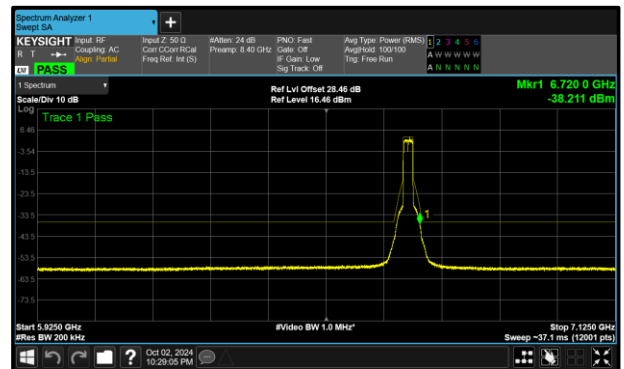 Spectrum Analyzer 1
Swept SA
+
KEYSIGHT
R T
LXI
PASS
Input: RF
Coupling: AC
Align: Partial
Input Z: 50 Ω
Corr CCorr RCal
Freq Ref: Int (S)
#Atten: 24 dB
Preamp: 8.40 GHz
PNO: Fast
Gate: Off
IF Gain: Low
Sig Track: Off
Avg Type: Power (RMS)
Avg|Hold: 100/100
Trig: Free Run
1 2 3 4 5 6
A W W W W W
A N N N N N
1 Spectrum
Scale/Div 10 dB
Log
Ref Lvl Offset 28.46 dB
Ref Level 16.46 dBm
Mkr1 6.720 0 GHz
-38.211 dBm
Trace 1 Pass
6.46
-3.54
-13.5
-23.5
-33.5
-43.5
-53.5
-63.5
-73.5
1
Start 5.9250 GHz
#Res BW 200 kHz
#Video BW 1.0 MHz*
Stop 7.1250 GHz
Sweep ~37.1 ms (12001 pts)
?
Oct 02, 2024
10:29:05 PM